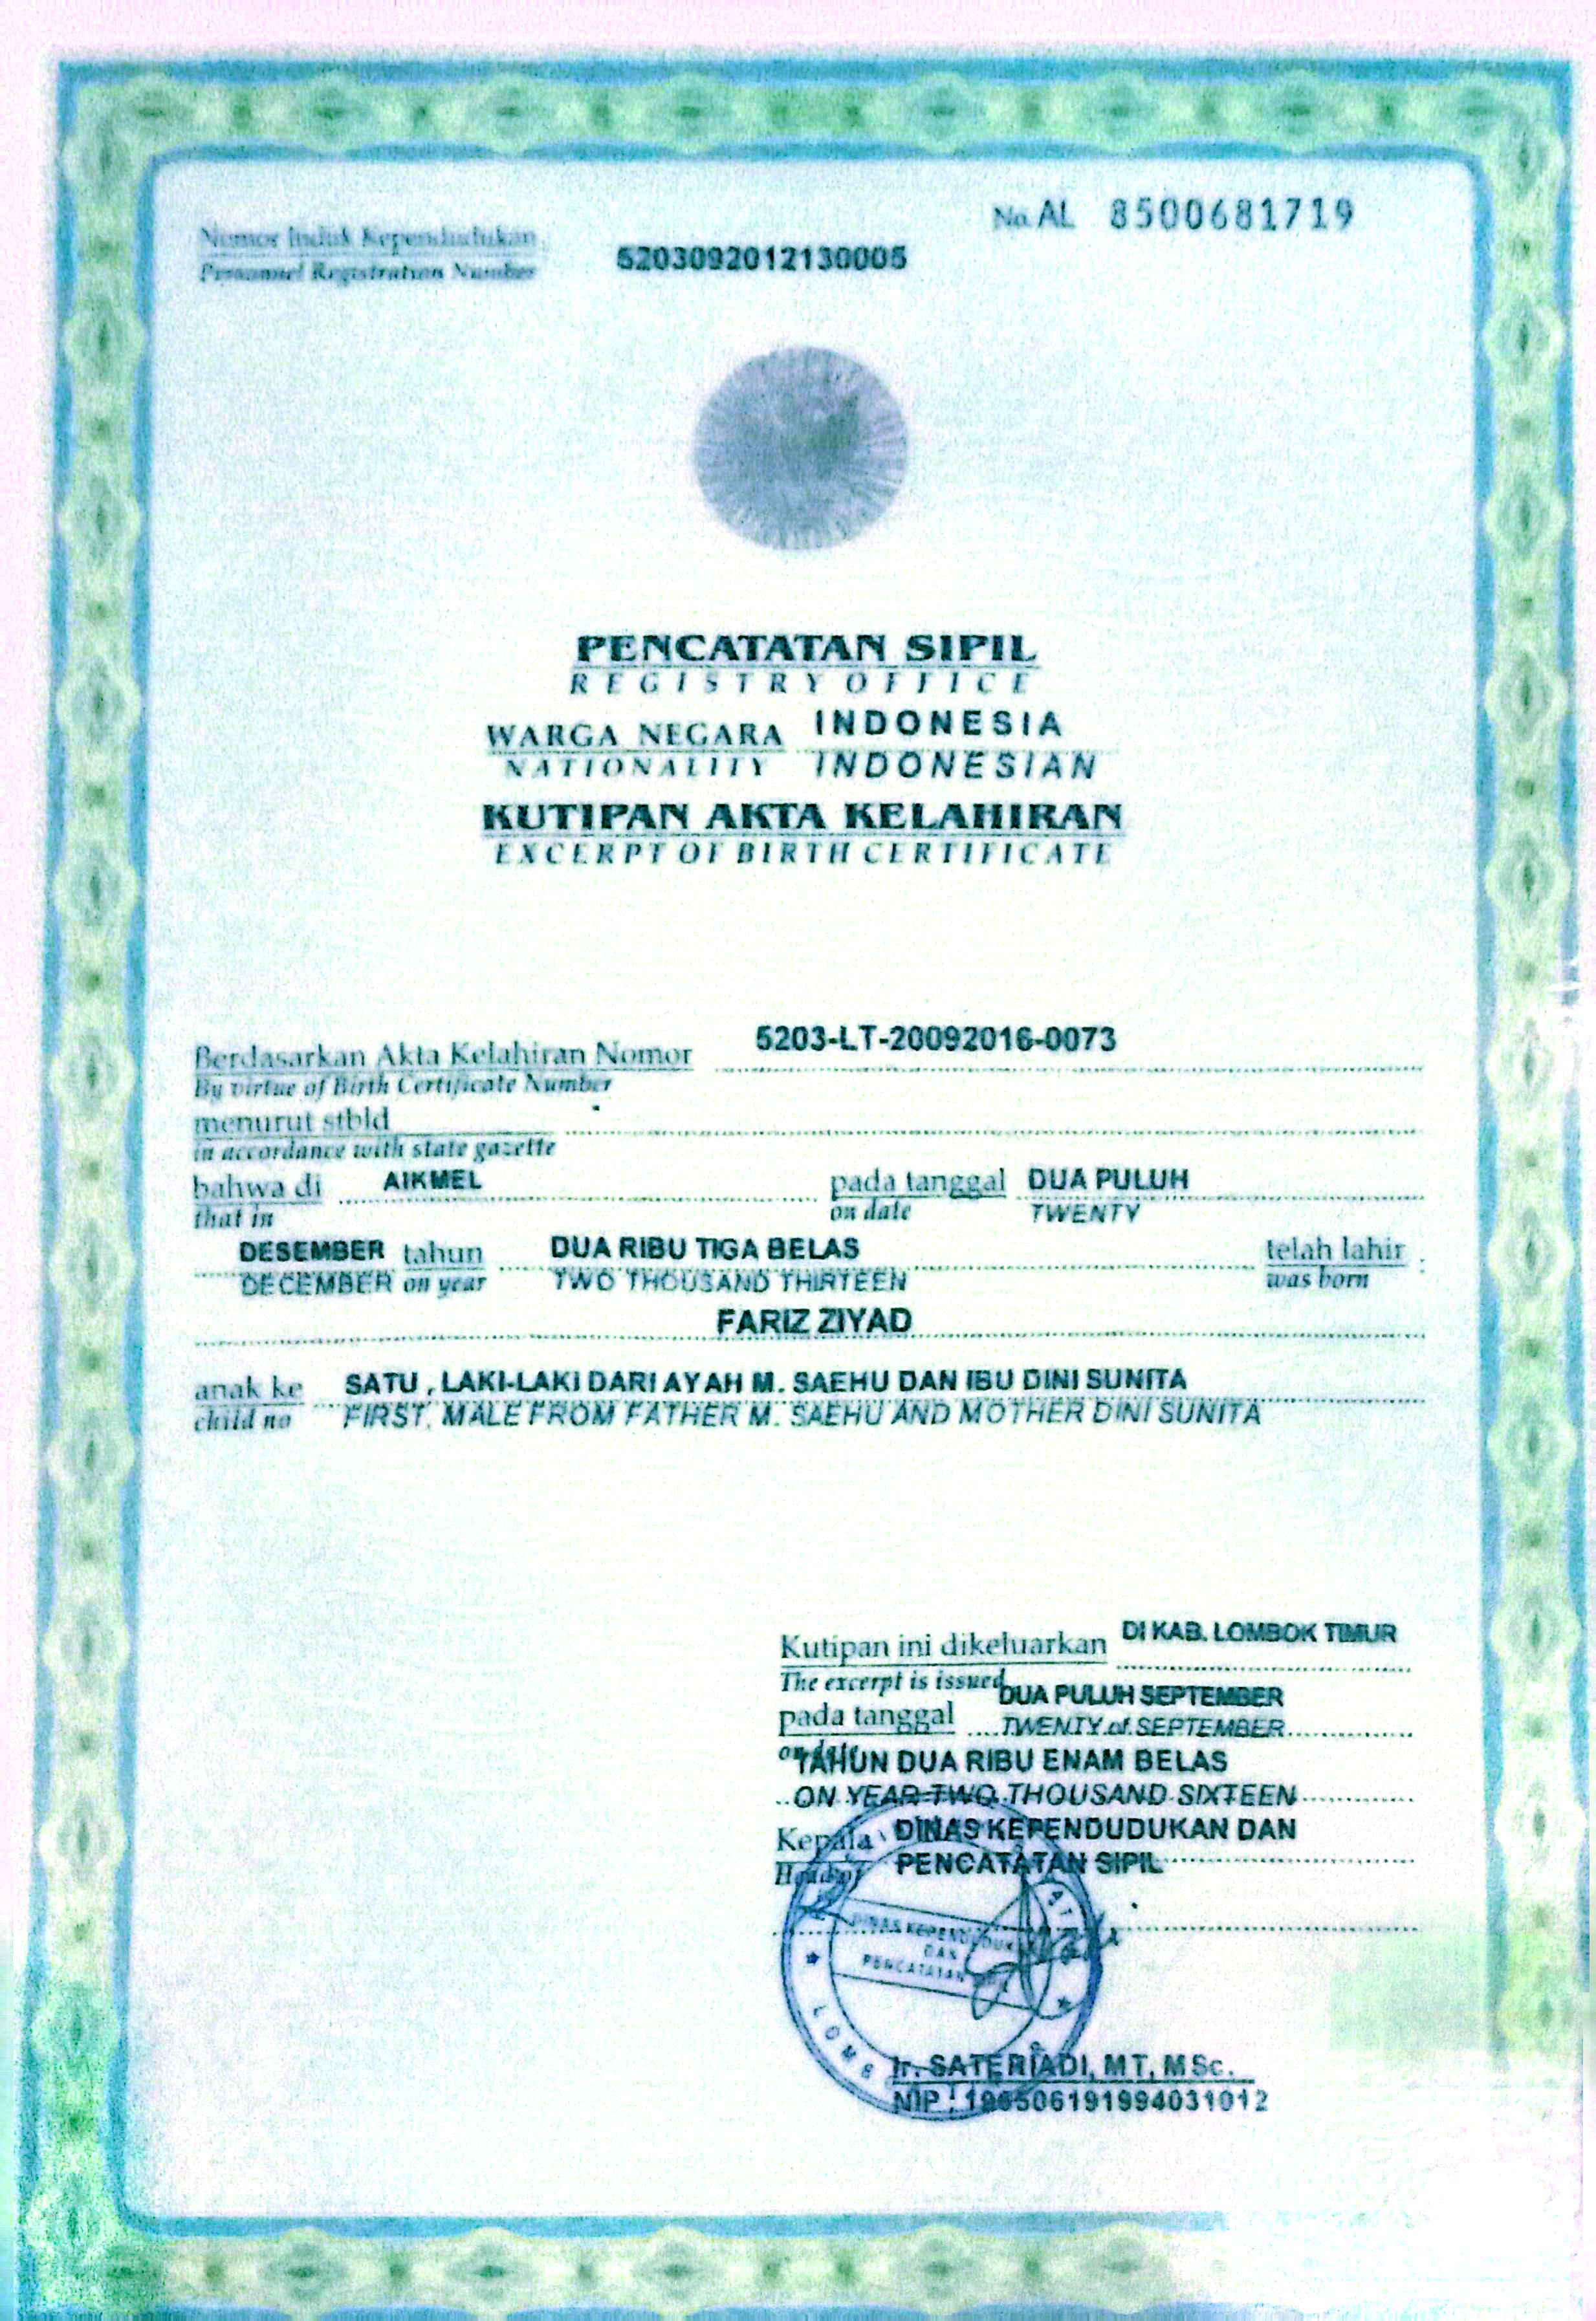 No. AL 8500681719
Nomor Induk Kependudukan 5203092012130005
Personnel Registration Number
PENCATATAN SIPIL
REGISTRY OFFICE
WARGA NEGARA INDONESIA
NATIONALITY INDONESIAN
KUTIPAN AKTA KELAHIRAN
EXCERPT OF BIRTH CERTIFICATE
Berdasarkan Akta Kelahiran Nomor 5203-LT-20092016-0073
By virtue of Birth Certificate Number
menurut stbld
in accordance with state gazette
bahwa di AIKMEL pada tanggal DUA PULUH
that in on date TWENTY
DESEMBER tahun DUA RIBU TIGA BELAS telah lahir :
DECEMBER on year TWO THOUSAND THIRTEEN was born
FARIZ ZIYAD
anak ke SATU , LAKI-LAKI DARI AYAH M. SAEHU DAN IBU DINI SUNITA
child no FIRST, MALE FROM FATHER M. SAEHU AND MOTHER DINI SUNITA
Kutipan ini dikeluarkan DI KAB. LOMBOK TIMUR
The excerpt is issued
DUA PULUH SEPTEMBER
pada tanggal TWENTY of SEPTEMBER
on date TAHUN DUA RIBU ENAM BELAS
ON YEAR TWO THOUSAND SIXTEEN
Kepala DINAS KEPENDUDUKAN DAN
Head of PENCATATAN SIPIL
DINAS KEPENDUDUKAN
DAN
PENCATATAN
Ir. SATERIADI, MT, MSc.
NIP : 196506191994031012